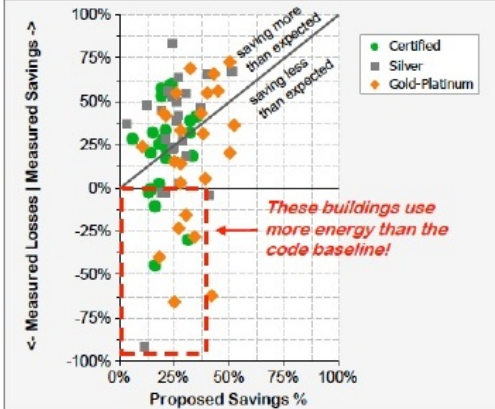 100%
75%
50%
25%
0%
-25%
-50%
-75%
-100%
<- Measured Losses | Measured Savings ->
saving more
than expected
saving less
than expected
Certified
Silver
Gold-Platinum
These buildings use
more energy than the
code baseline!
0%
25%
50%
75%
100%
Proposed Savings %